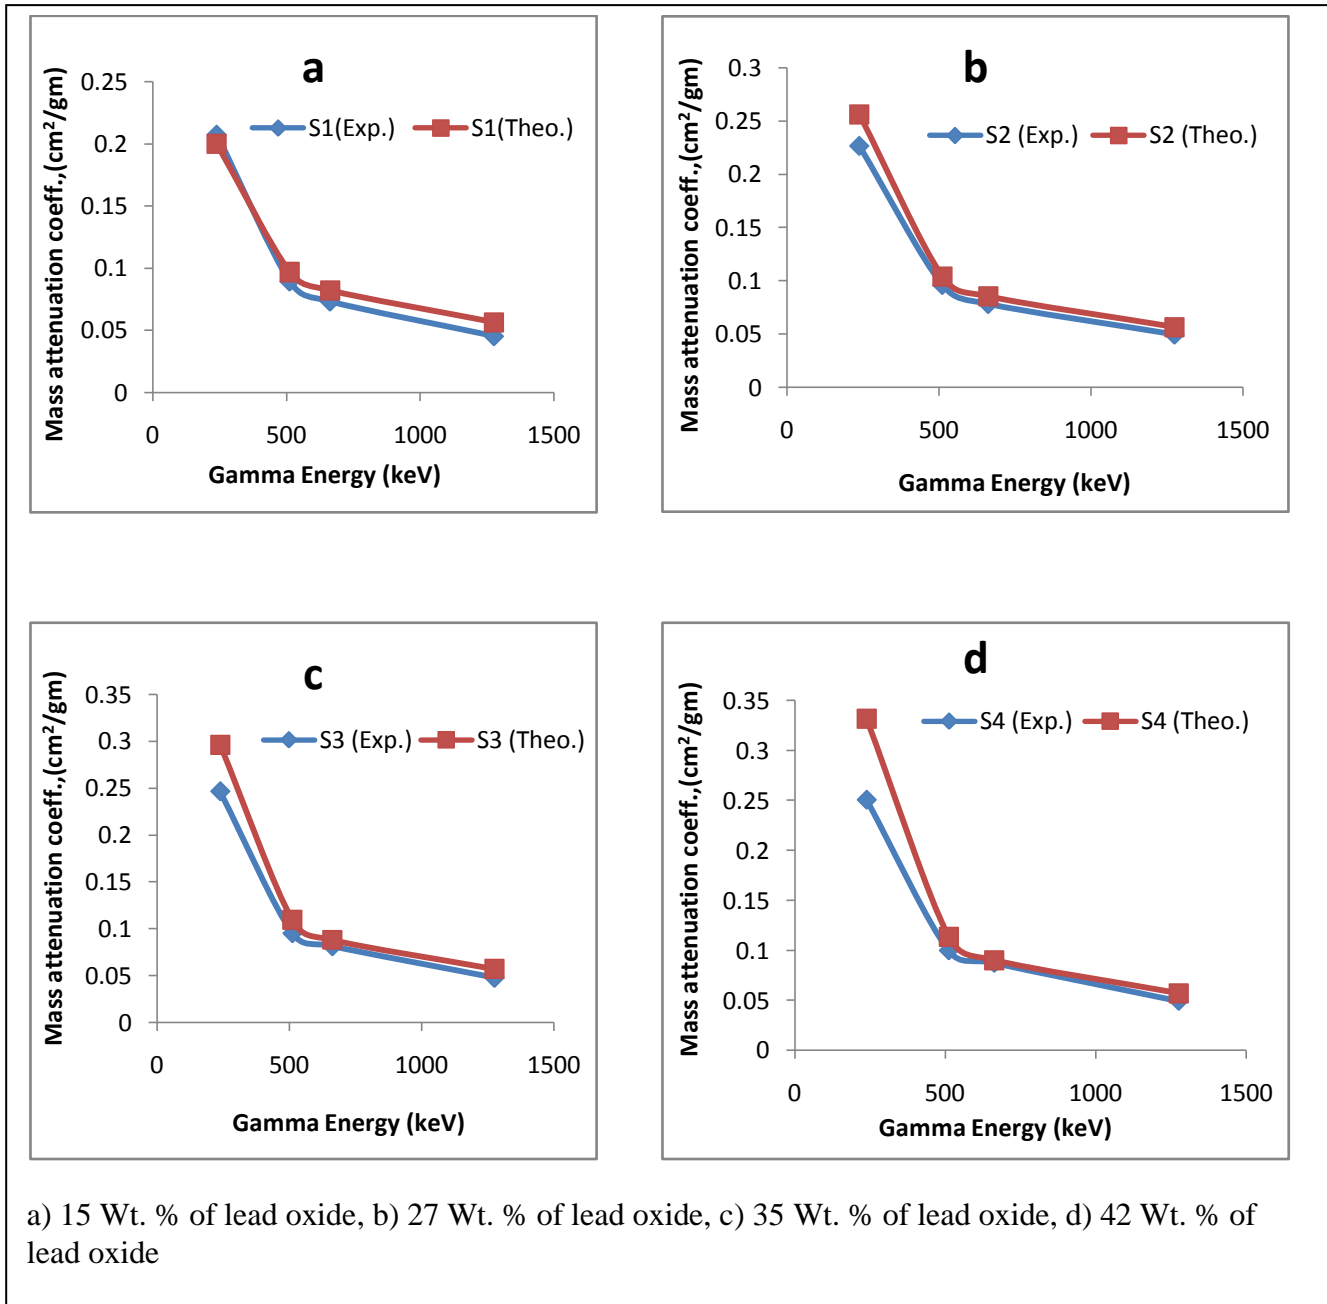 a
Mass attenuation coeff.,(cm²/gm)
0.25
0.2
0.15
0.1
0.05
0
S1(Exp.) S1(Theo.)
0 500 1000 1500
Gamma Energy (keV)
b
Mass attenuation coeff.,(cm²/gm)
0.3
0.25
0.2
0.15
0.1
0.05
0
S2 (Exp.) S2 (Theo.)
0 500 1000 1500
Gamma Energy (keV)
c
Mass attenuation coeff.,(cm²/gm)
0.35
0.3
0.25
0.2
0.15
0.1
0.05
0
S3 (Exp.) S3 (Theo.)
0 500 1000 1500
Gamma Energy (keV)
d
Mass attenuation coeff.,(cm²/gm)
0.35
0.3
0.25
0.2
0.15
0.1
0.05
0
S4 (Exp.) S4 (Theo.)
0 500 1000 1500
Gamma Energy (keV)
a) 15 Wt. % of lead oxide, b) 27 Wt. % of lead oxide, c) 35 Wt. % of lead oxide, d) 42 Wt. % of
lead oxide